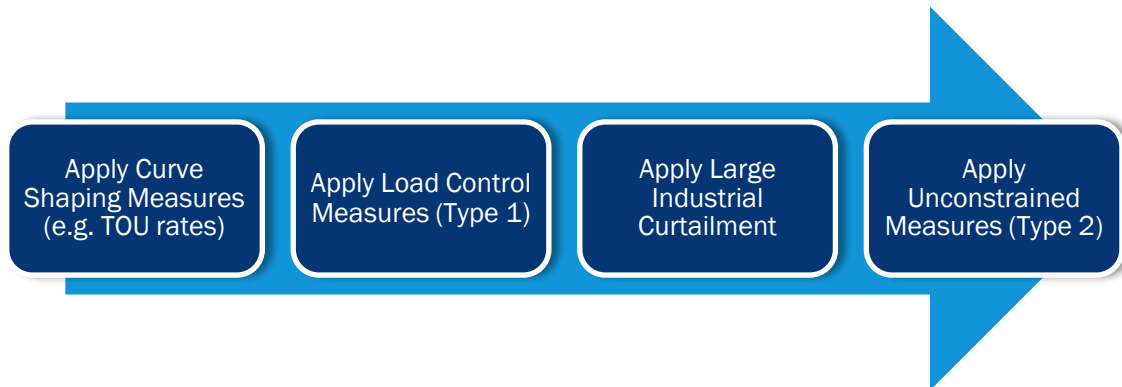 Apply Curve
Shaping Measures
(e.g. TOU rates)
Apply Load Control
Measures (Type 1)
Apply Large
Industrial
Curtailment
Apply
Unconstrained
Measures (Type 2)